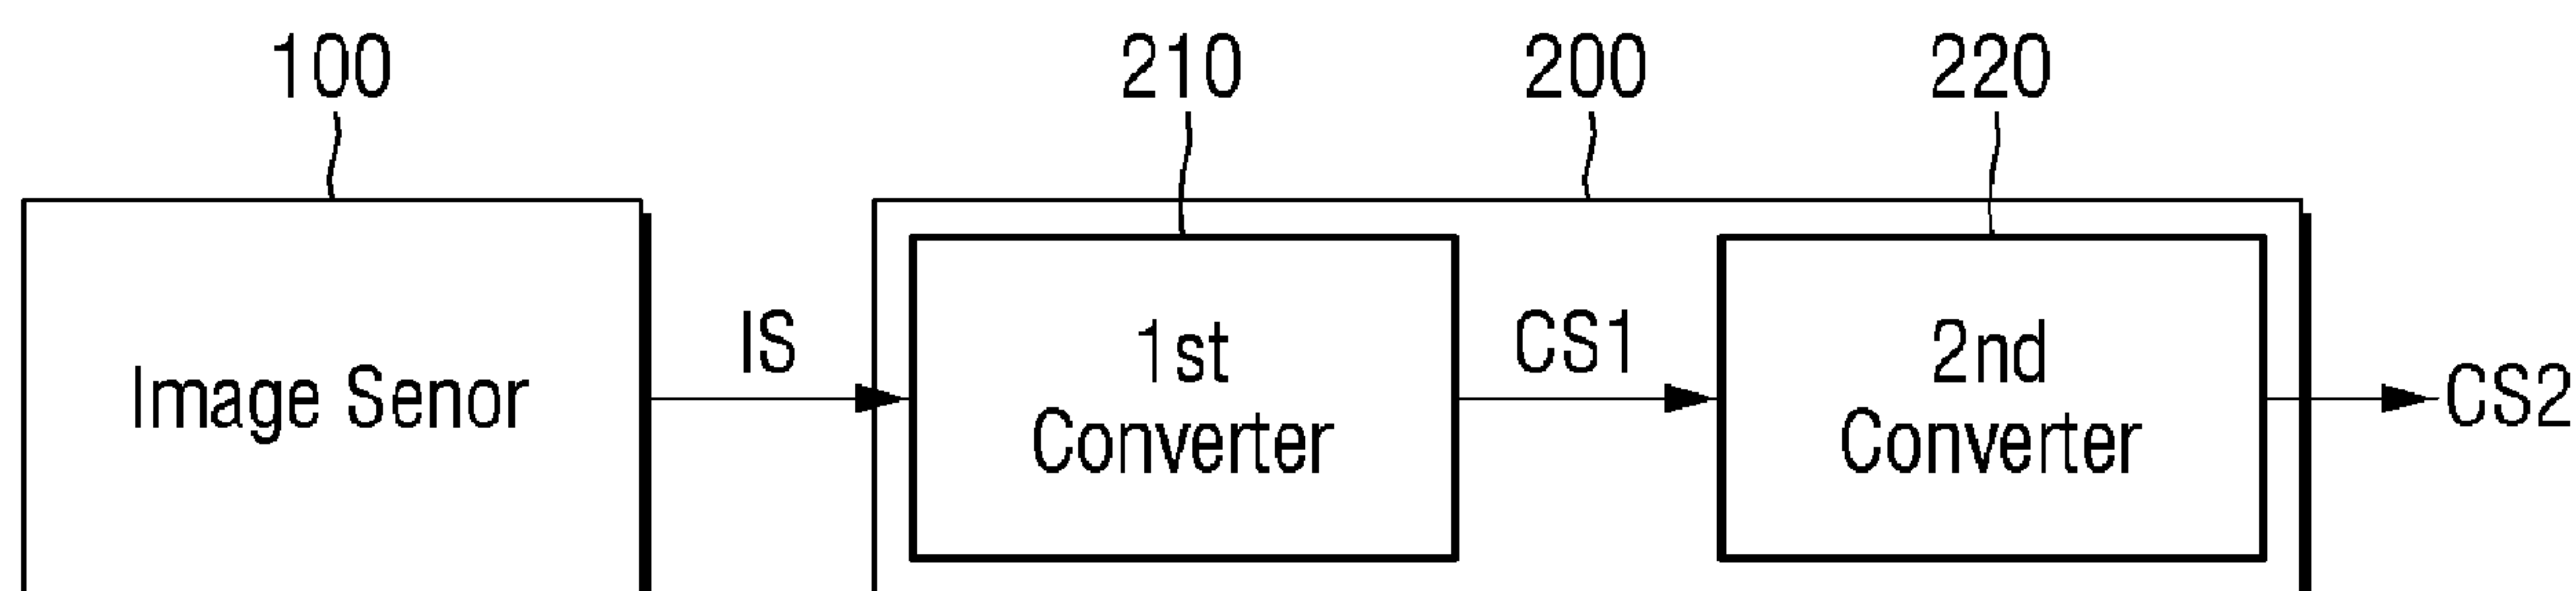 100
210
200
220
IS
1st
Converter
CS1
2nd
Converter
Image Senor
CS2